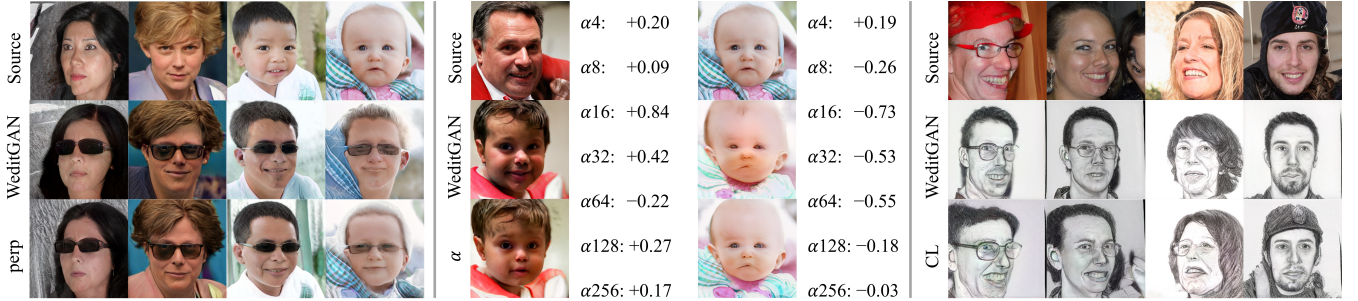 Source
WeditGAN
perp
Source
WeditGAN
α
α4: +0.20
α8: +0.09
α16: +0.84
α32: +0.42
α64: −0.22
α128: +0.27
α256: +0.17
α4: +0.19
α8: −0.26
α16: −0.73
α32: −0.53
α64: −0.55
α128: −0.18
α256: −0.03
Source
WeditGAN
CL